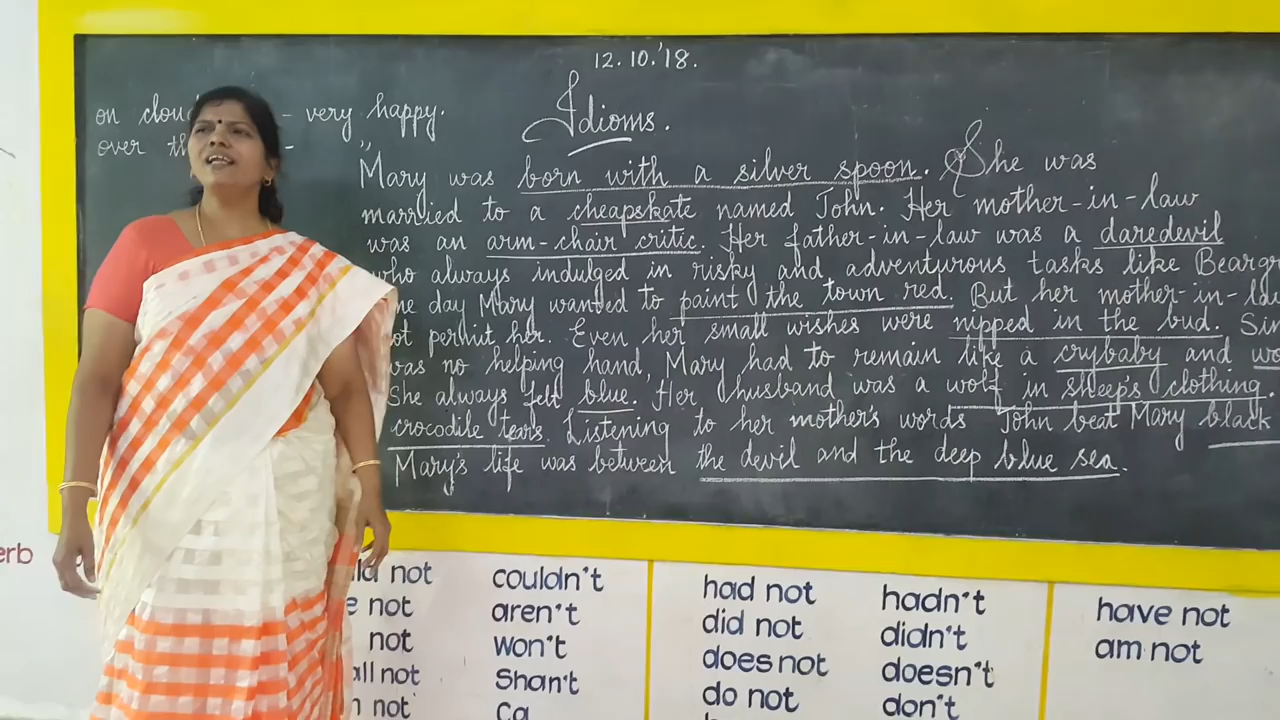 12.10.'18.
on clou - very happy.
over th -
Idioms.
"Mary was born with a silver spoon. She was
married to a cheapskate named John. Her mother-in-law
was an arm-chair critic. Her father-in-law was a daredevil
who always indulged in risky and adventurous tasks like Beargr
ne day Mary wanted to paint the town red. But her mother-in-la
ot permit her. Even her small wishes were nipped in the bud. Sin
was no helping hand, Mary had to remain like a crybaby and wo
She always felt blue. Her husband was a wolf in sheep's clothing.
crocodile tears. Listening to her mother's words John beat Mary black
Mary's life was between the devil and the deep blue sea.
erb
ld not couldn't had not hadn't have not
e not aren't did not didn't am not
not won't does not doesn't
all not Shan't do not don't
n not Ca